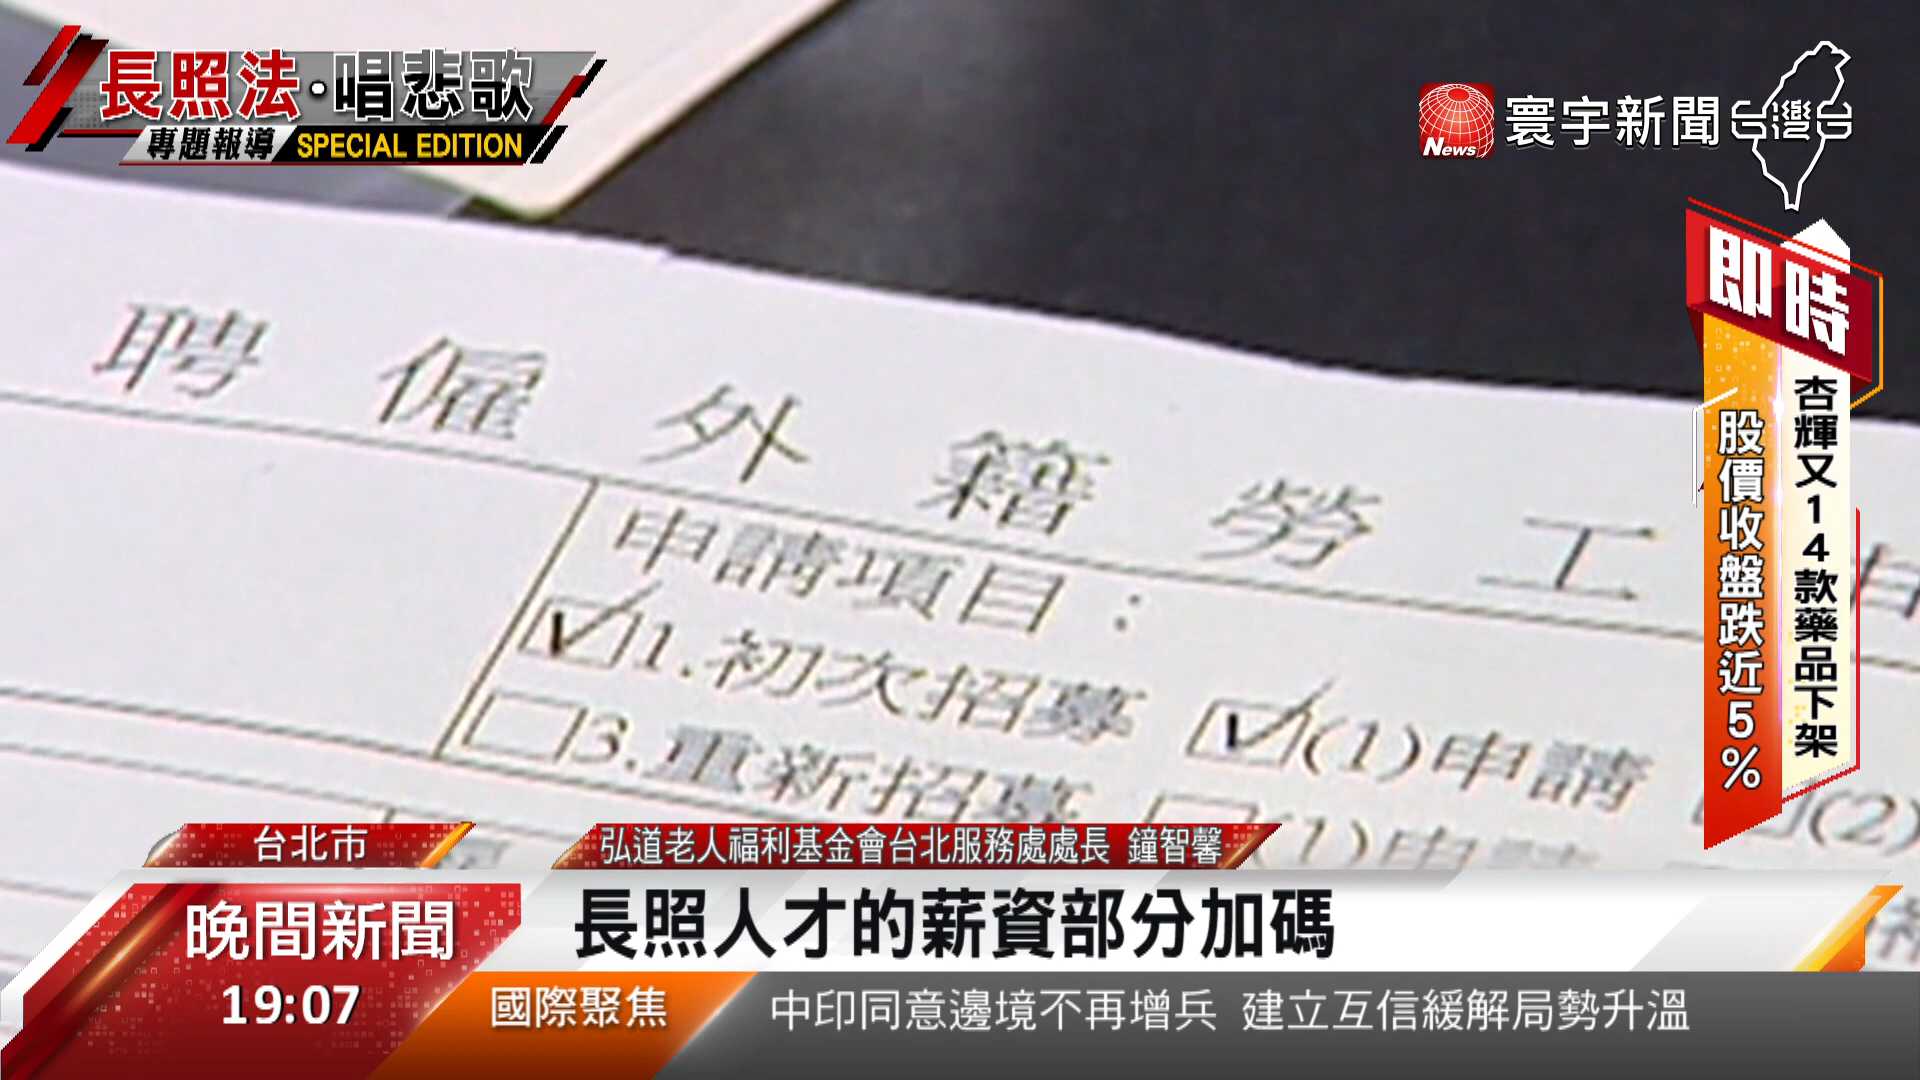 長照法·唱悲歌
專題報導 SPECIAL EDITION
News 寰宇新聞 台灣台
即時
杏輝又14款藥品下架
股價收盤跌近5%
聘僱外籍勞工
申請項目：
1.初次招募 (1)申請 (2)
3.重新招募 (1)申請
台北市 弘道老人福利基金會台北服務處處長 鐘智馨
晚間新聞 長照人才的薪資部分加碼
19:07 國際聚焦 中印同意邊境不再增兵 建立互信緩解局勢升溫